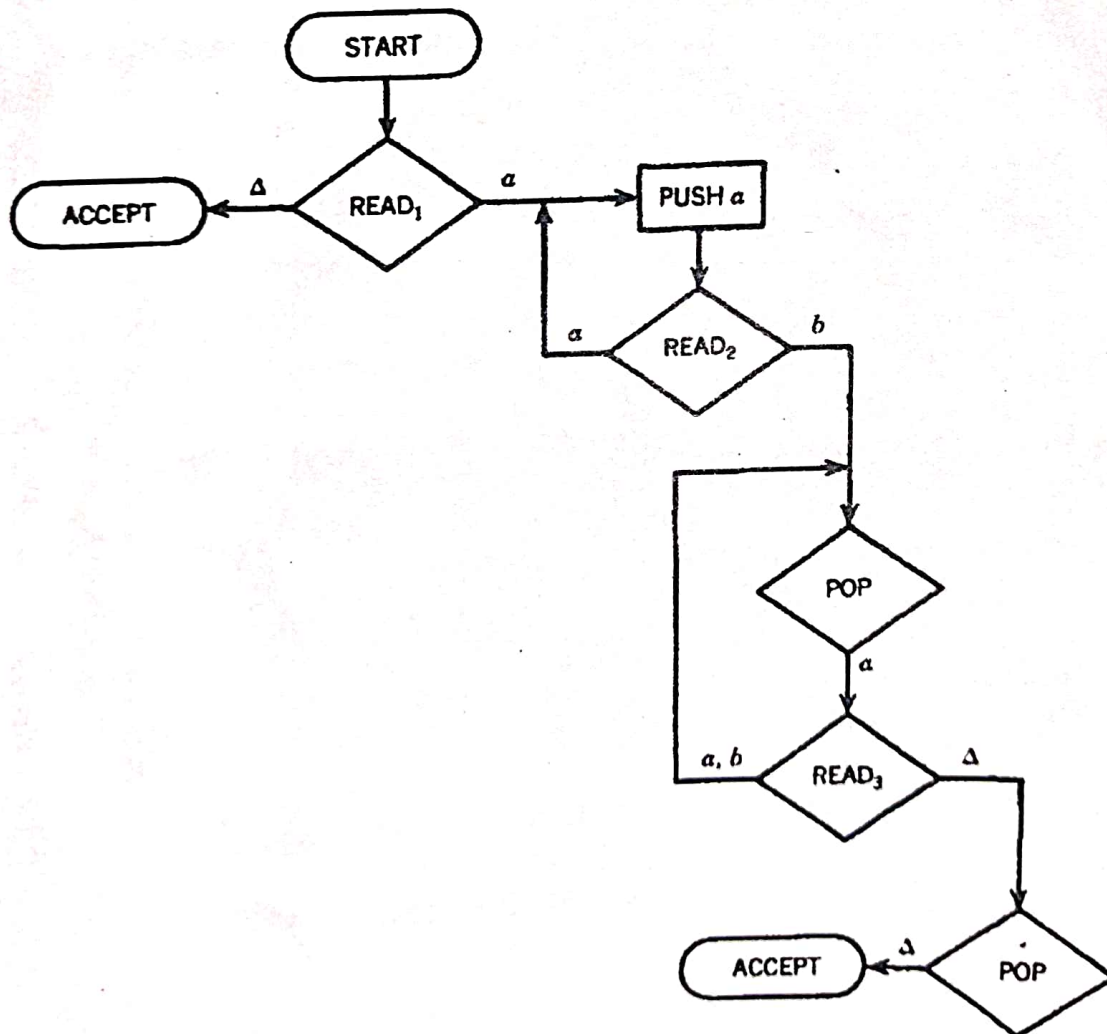 START
Δ
READ₁
a
PUSH a
ACCEPT
a
READ₂
b
POP
a
a, b
READ₃
Δ
ACCEPT
Δ
POP